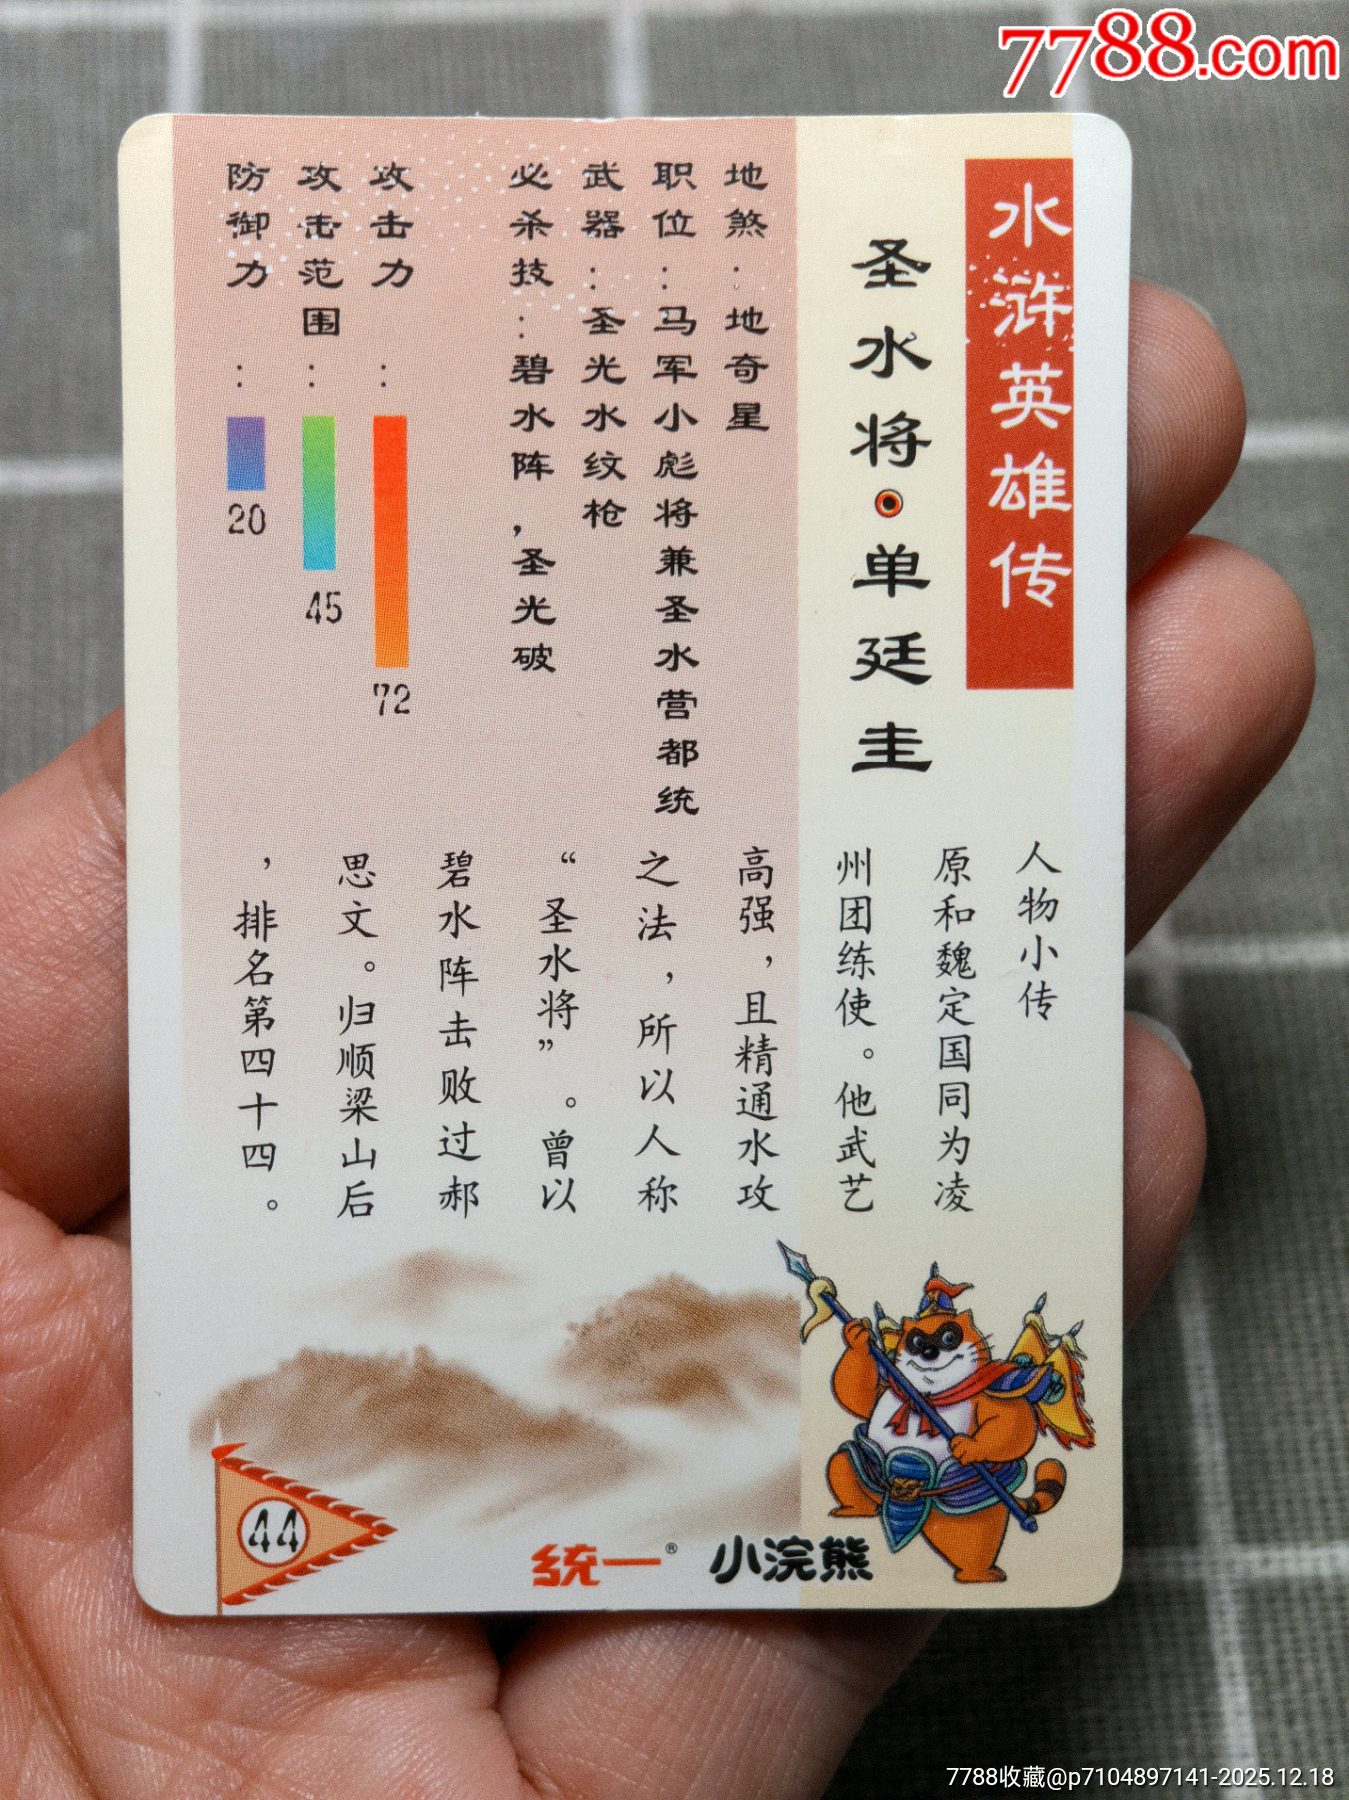 7788.com
水浒英雄传
圣水将·单廷圭
地煞：地奇星
职位：马军小彪将兼圣水营都统
武器：圣光水纹枪
必杀技：碧水阵，圣光破
攻击力：72
攻击范围：45
防御力：20
人物小传
原和魏定国同为凌
州团练使。他武艺
高强，且精通水攻
之法，所以人称
“圣水将”。曾以
碧水阵击败过郝
思文。归顺梁山后
，排名第四十四。
44
统一® 小浣熊
7788收藏@p7104897141-2025.12.18